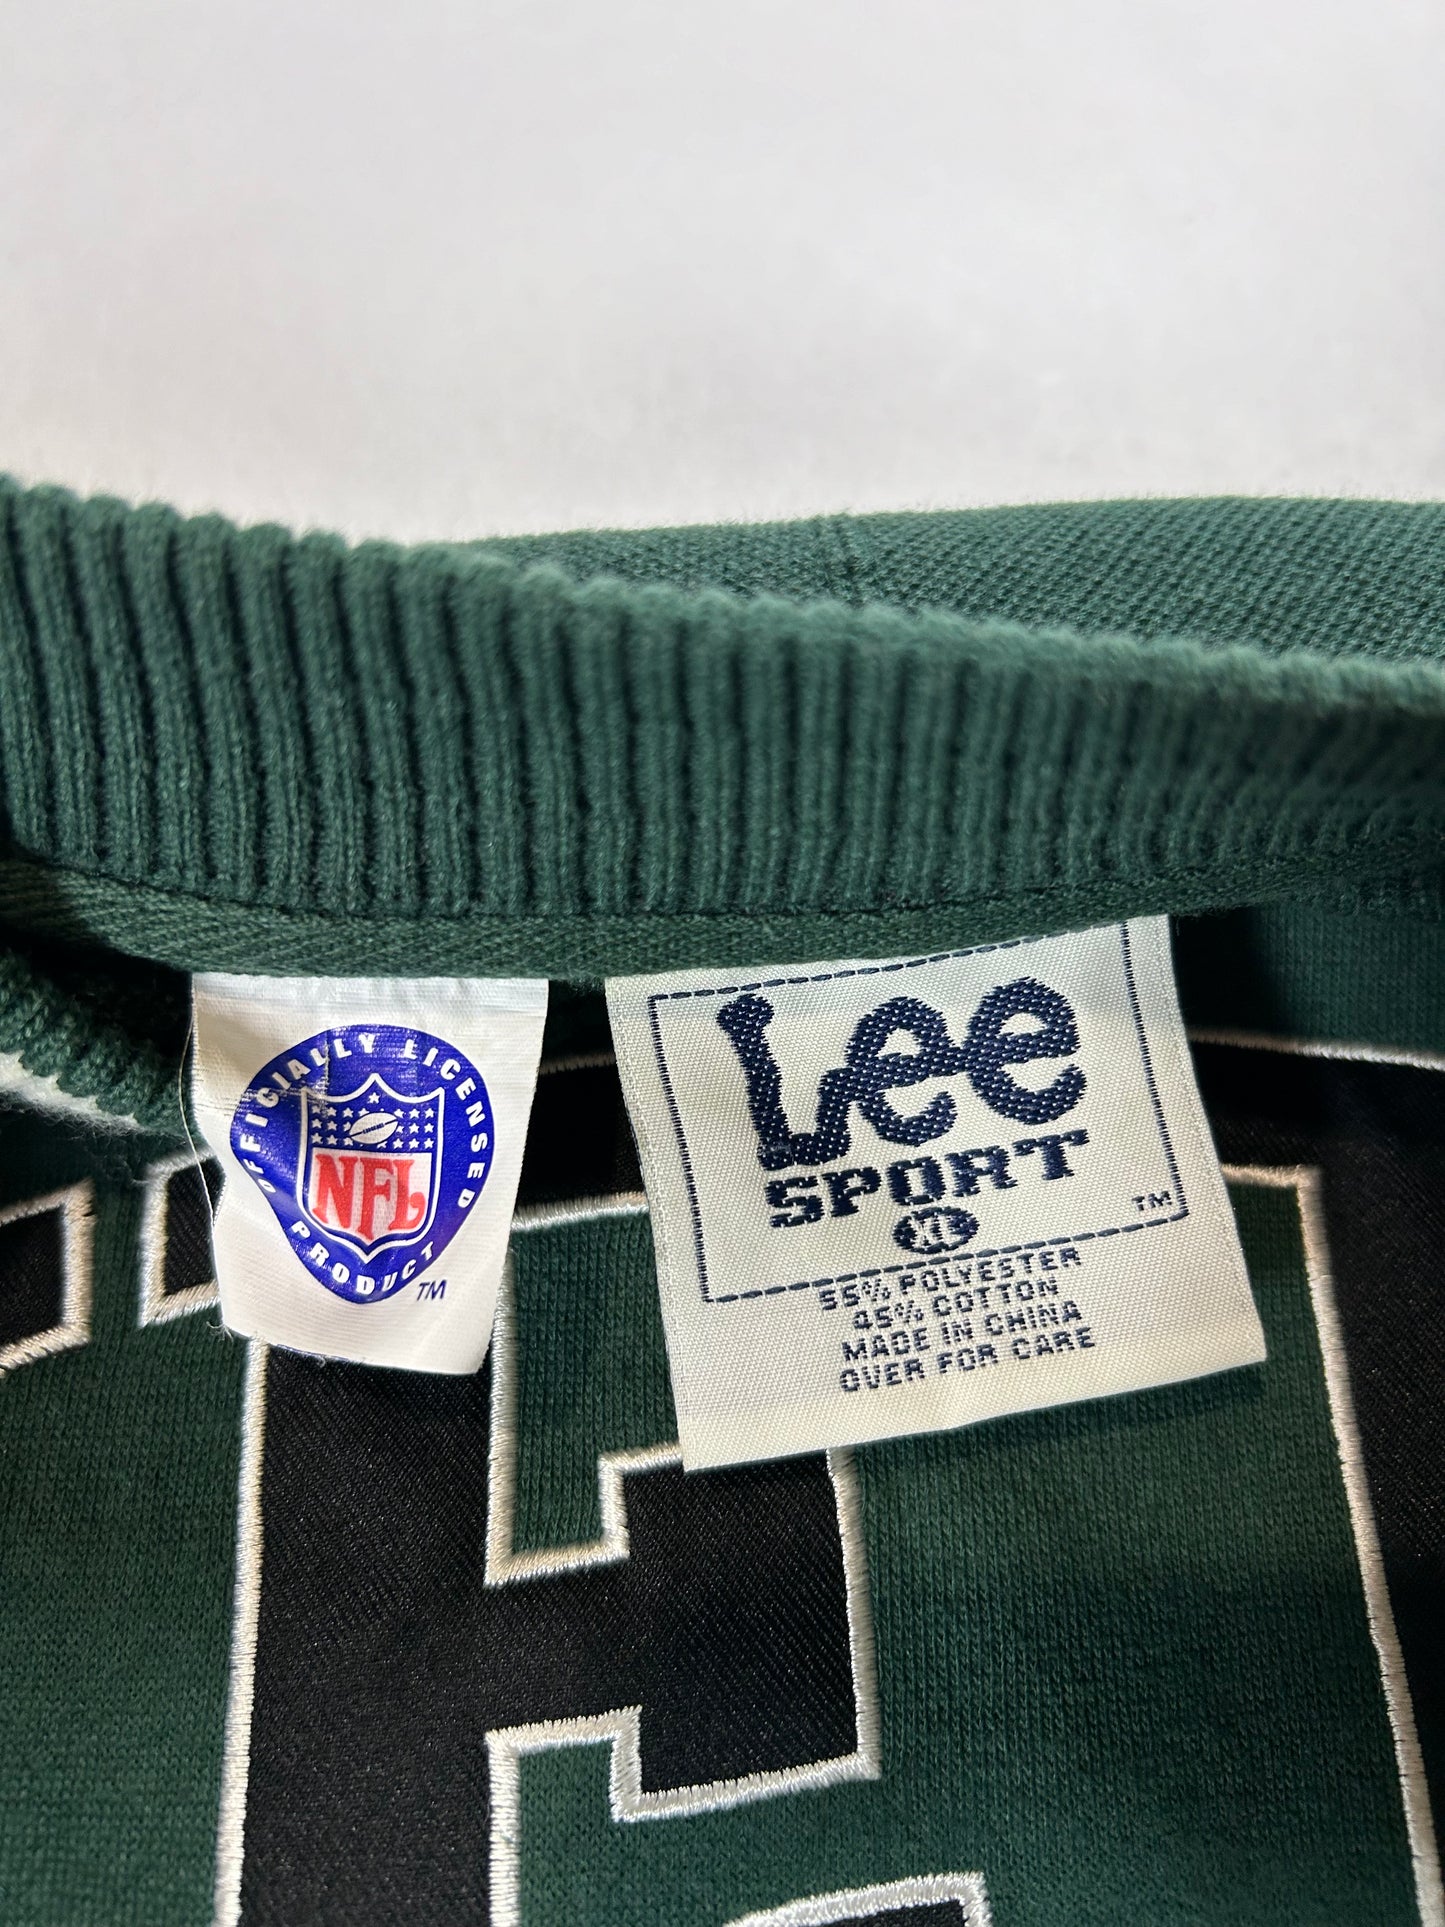 OFFICIALLY LICENSED
NFL
PRODUCT
TM
Lee
SPORT
TM
XL
55% POLYESTER
45% COTTON
MADE IN CHINA
OVER FOR CARE